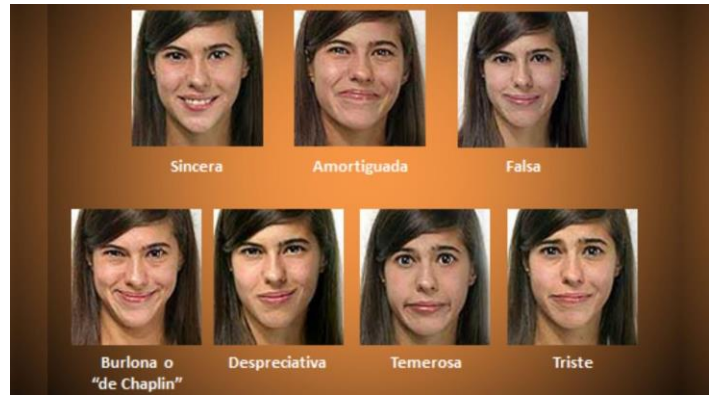 Sincera
Amortiguada
Falsa
Burlona o
“de Chaplin”
Despreciativa
Temerosa
Triste